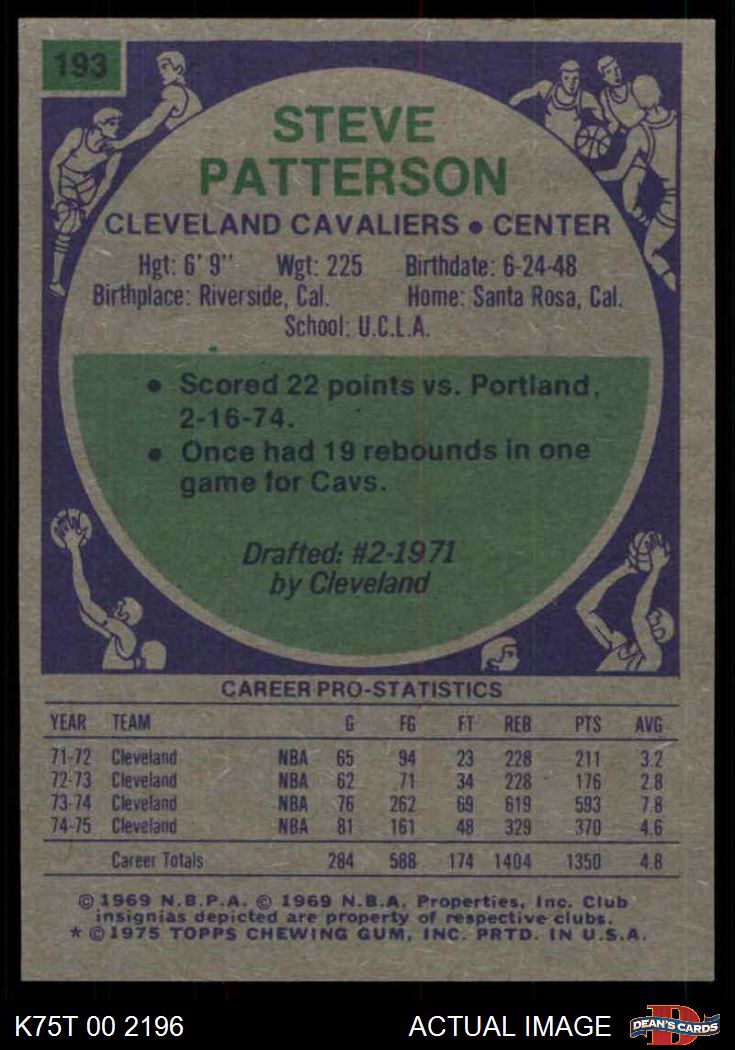 193
STEVE
PATTERSON
CLEVELAND CAVALIERS • CENTER
Hgt: 6' 9" Wgt: 225 Birthdate: 6-24-48
Birthplace: Riverside, Cal. Home: Santa Rosa, Cal.
School: U.C.L.A.
• Scored 22 points vs. Portland,
2-16-74.
• Once had 19 rebounds in one
game for Cavs.
Drafted: #2-1971
by Cleveland
CAREER PRO-STATISTICS
YEAR TEAM G FG FT REB PTS AVG
71-72 Cleveland NBA 65 94 23 228 211 3.2
72-73 Cleveland NBA 62 71 34 228 176 2.8
73-74 Cleveland NBA 76 262 69 619 593 7.8
74-75 Cleveland NBA 81 161 48 329 370 4.6
Career Totals 284 588 174 1404 1350 4.8
© 1969 N.B.P.A. © 1969 N.B.A. Properties, Inc. Club
insignias depicted are property of respective clubs.
* © 1975 TOPPS CHEWING GUM, INC. PRTD. IN U.S.A.
K75T 00 2196 ACTUAL IMAGE D DEAN'S CARDS